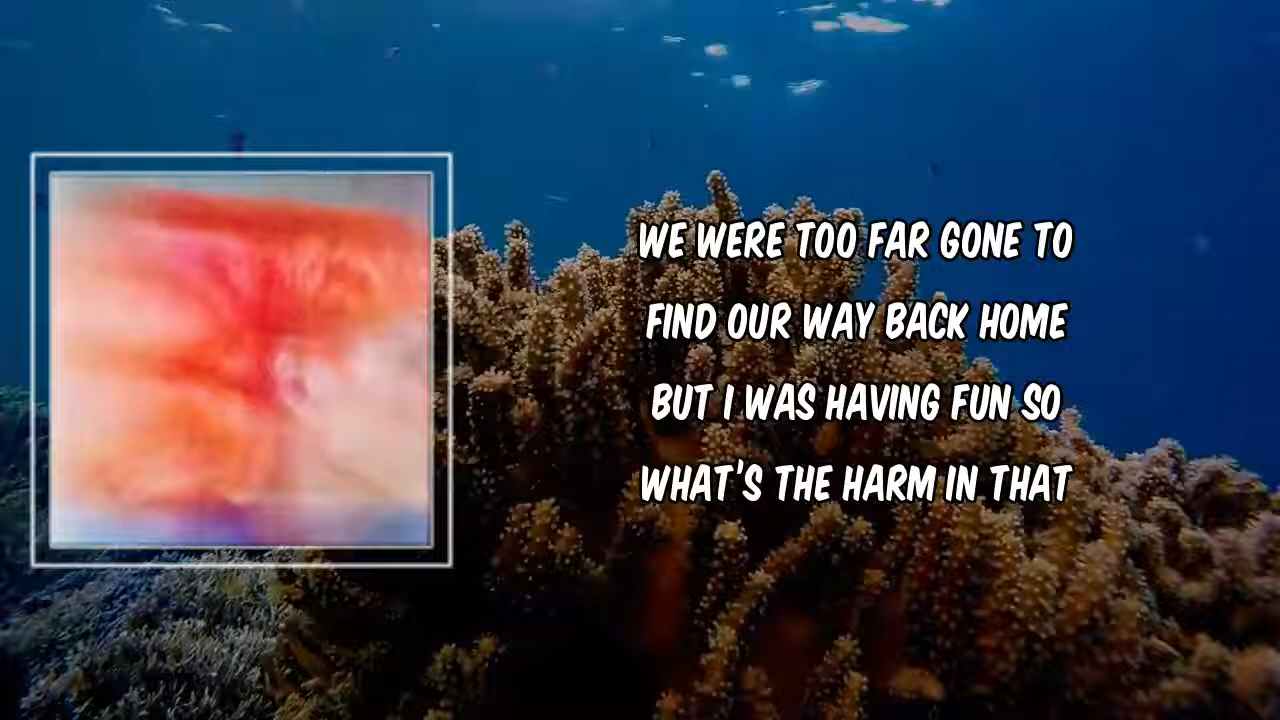 WE WERE TOO FAR GONE TO
FIND OUR WAY BACK HOME
BUT I WAS HAVING FUN SO
WHAT'S THE HARM IN THAT